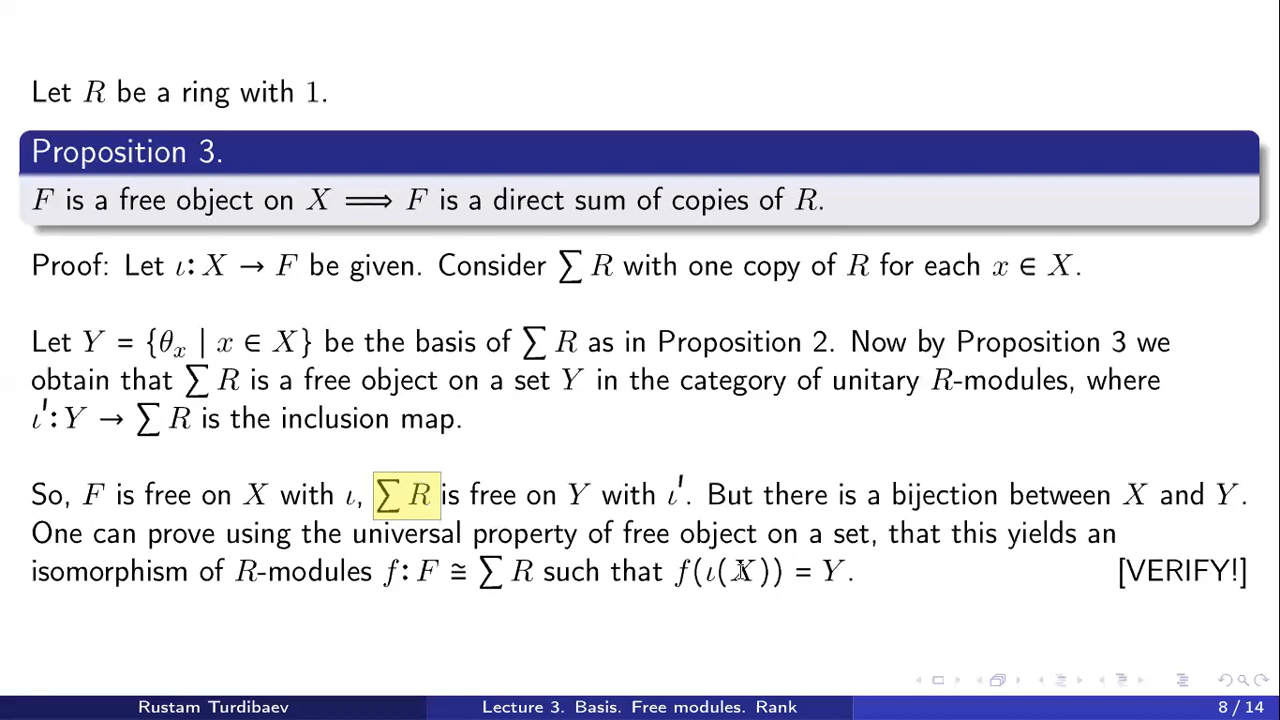 Let R be a ring with 1.
Proposition 3.
F is a free object on X ⟹ F is a direct sum of copies of R.
Proof: Let ι: X → F be given. Consider ∑ R with one copy of R for each x ∈ X.
Let Y = {θₓ | x ∈ X} be the basis of ∑ R as in Proposition 2. Now by Proposition 3 we
obtain that ∑ R is a free object on a set Y in the category of unitary R-modules, where
ι′: Y → ∑ R is the inclusion map.
So, F is free on X with ι, ∑ R is free on Y with ι′. But there is a bijection between X and Y.
One can prove using the universal property of free object on a set, that this yields an
isomorphism of R-modules f: F ≅ ∑ R such that f(ι(X)) = Y. [VERIFY!]
Rustam Turdibaev Lecture 3. Basis. Free modules. Rank 8 / 14